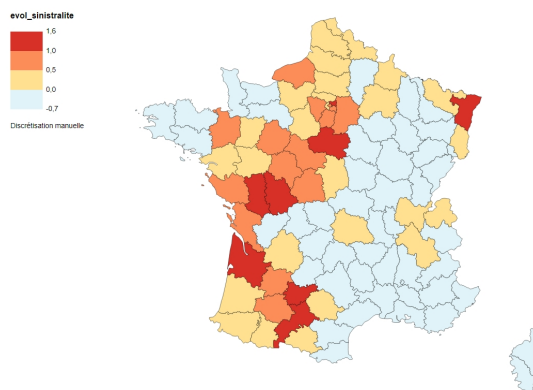 evol_sinistralite
1,6
1,0
0,5
0,0
-0,7
Discrétisation manuelle